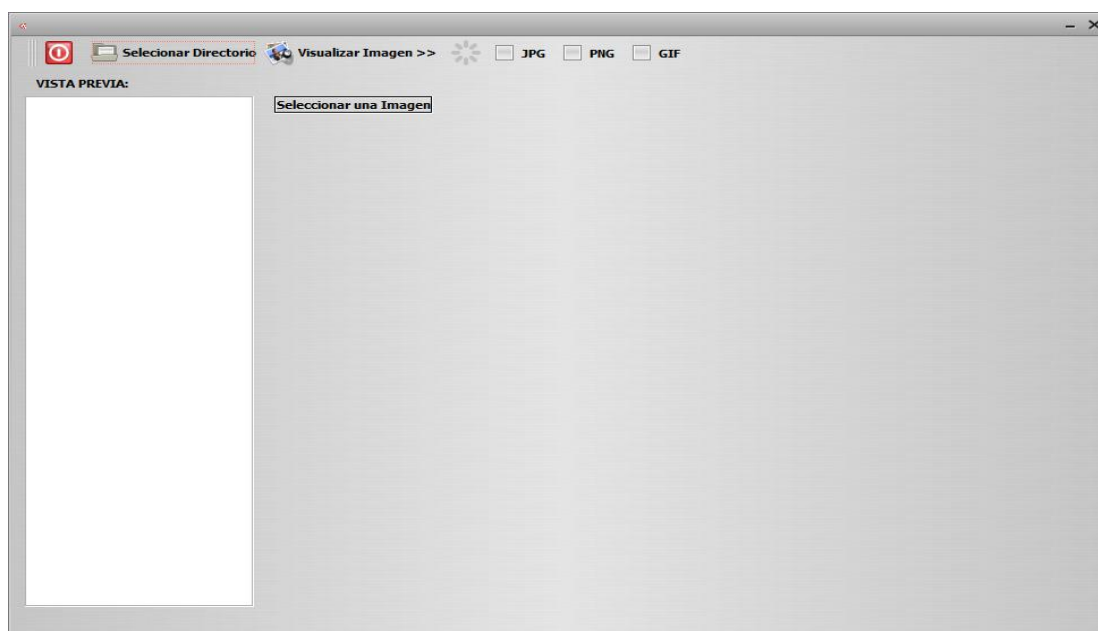 Selecionar Directorio Visualizar Imagen >> JPG PNG GIF
VISTA PREVIA:
Seleccionar una Imagen